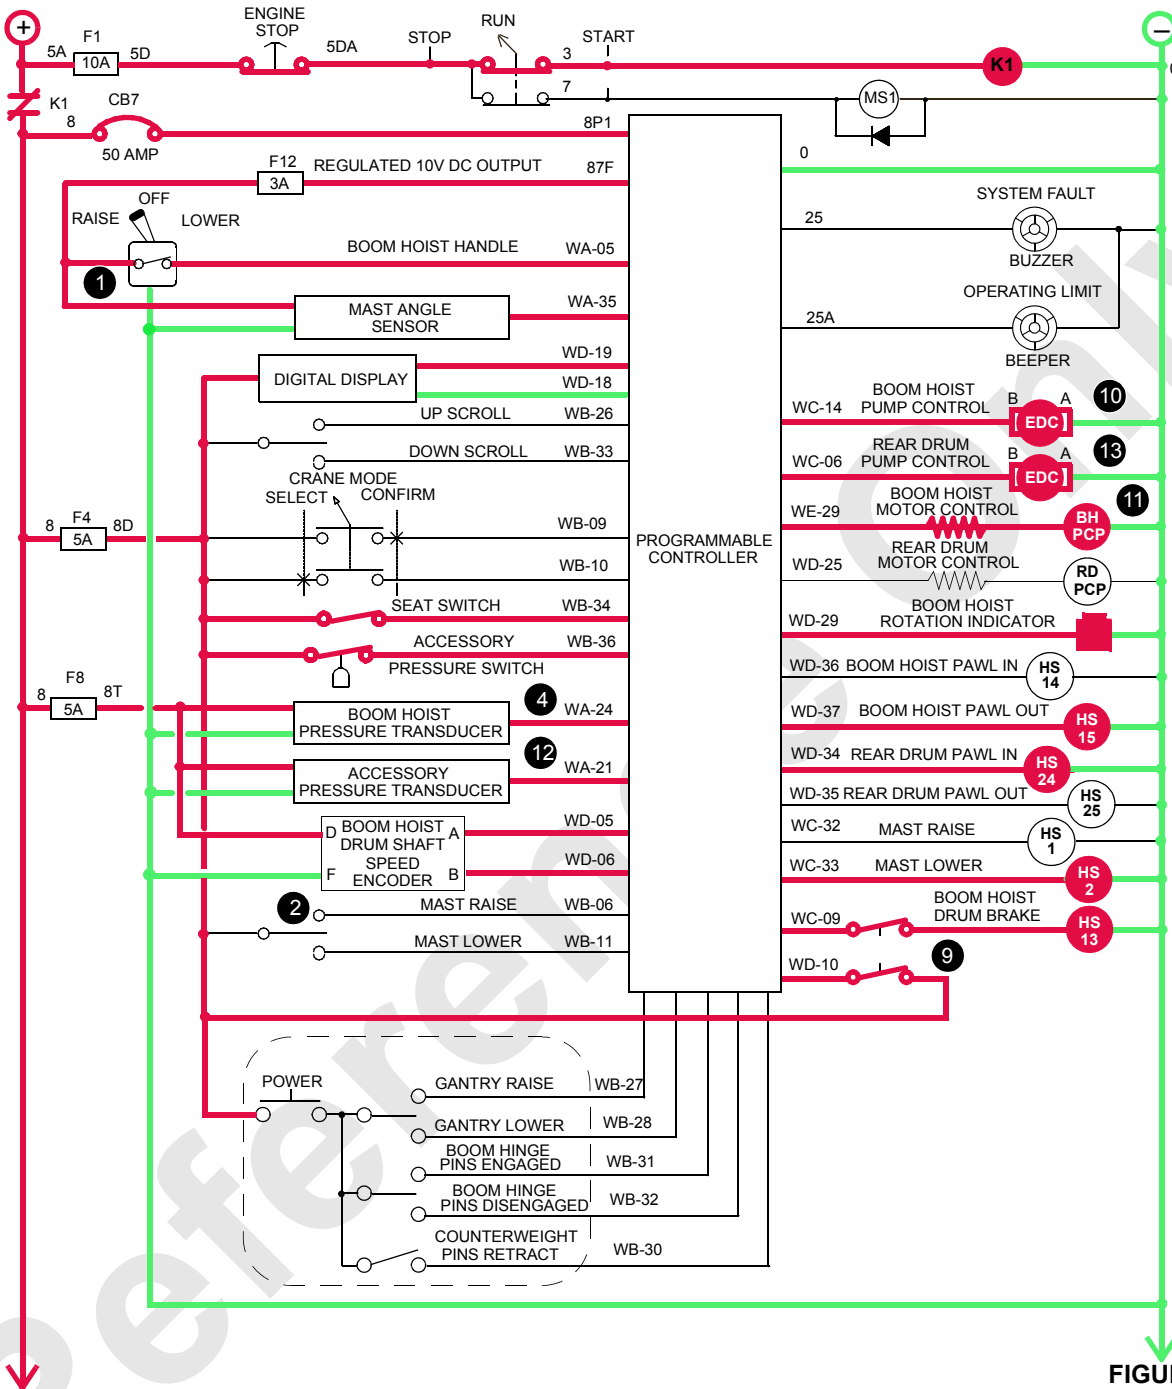 +
ENGINE
STOP
RUN
F1
5A
10A
5D
5DA
STOP
3
START
K1
–
7
MS1
K1
8
CB7
50 AMP
8P1
0
F12
3A
REGULATED 10V DC OUTPUT
87F
OFF
RAISE
LOWER
BOOM HOIST HANDLE
WA-05
1
MAST ANGLE
SENSOR
WA-35
DIGITAL DISPLAY
WD-19
WD-18
UP SCROLL
WB-26
DOWN SCROLL
WB-33
CRANE MODE
SELECT
CONFIRM
8
F4
5A
8D
WB-09
WB-10
SEAT SWITCH
WB-34
ACCESSORY
PRESSURE SWITCH
WB-36
8
F8
5A
8T
BOOM HOIST
PRESSURE TRANSDUCER
4
WA-24
ACCESSORY
PRESSURE TRANSDUCER
12
WA-21
D
BOOM HOIST
DRUM SHAFT
SPEED
ENCODER
A
F
B
WD-05
WD-06
2
MAST RAISE
WB-06
MAST LOWER
WB-11
PROGRAMMABLE
CONTROLLER
25
SYSTEM FAULT
BUZZER
OPERATING LIMIT
25A
BEEPER
WC-14
BOOM HOIST
PUMP CONTROL
B
A
EDC
10
WC-06
REAR DRUM
PUMP CONTROL
B
A
EDC
13
WE-29
BOOM HOIST
MOTOR CONTROL
BH
PCP
11
WD-25
REAR DRUM
MOTOR CONTROL
RD
PCP
WD-29
BOOM HOIST
ROTATION INDICATOR
WD-36 BOOM HOIST PAWL IN
HS
14
WD-37 BOOM HOIST PAWL OUT
HS
15
WD-34 REAR DRUM PAWL IN
HS
24
WD-35 REAR DRUM PAWL OUT
HS
25
WC-32 MAST RAISE
HS
1
WC-33 MAST LOWER
HS
2
WC-09
BOOM HOIST
DRUM BRAKE
HS
13
WD-10
9
POWER
GANTRY RAISE
WB-27
GANTRY LOWER
WB-28
BOOM HINGE
PINS ENGAGED
WB-31
BOOM HINGE
PINS DISENGAGED
WB-32
COUNTERWEIGHT
PINS RETRACT
WB-30
FIGU